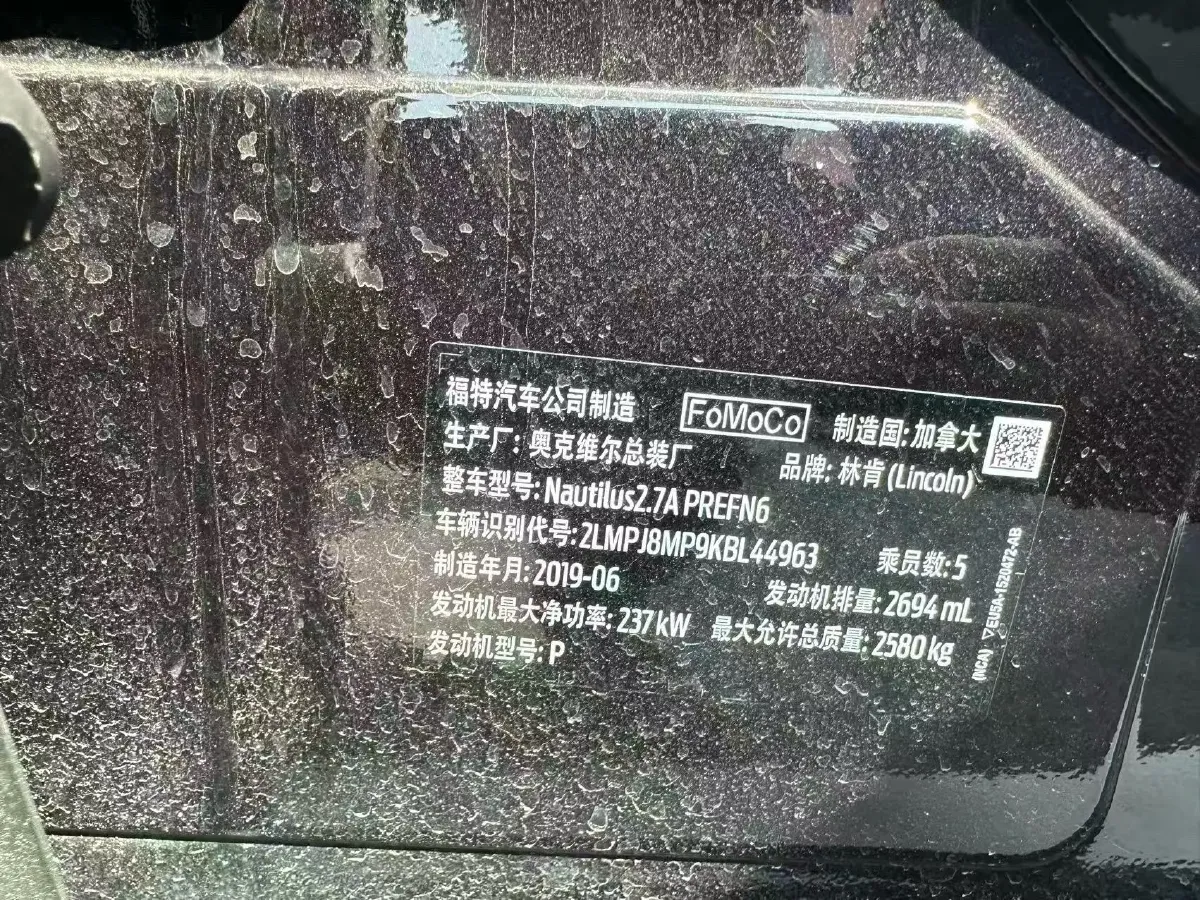 福特汽车公司制造 FoMoCo 制造国:加拿大
生产厂:奥克维尔总装厂 品牌:林肯(Lincoln)
整车型号:Nautilus2.7A PREFN6
车辆识别代号:2LMPJ8MP9KBL44963 乘员数:5
制造年月:2019-06 发动机排量:2694 mL
发动机最大净功率:237 kW 最大允许总质量:2580 kg
发动机型号:P
(NCA) ▽EU5A-1520472-AB